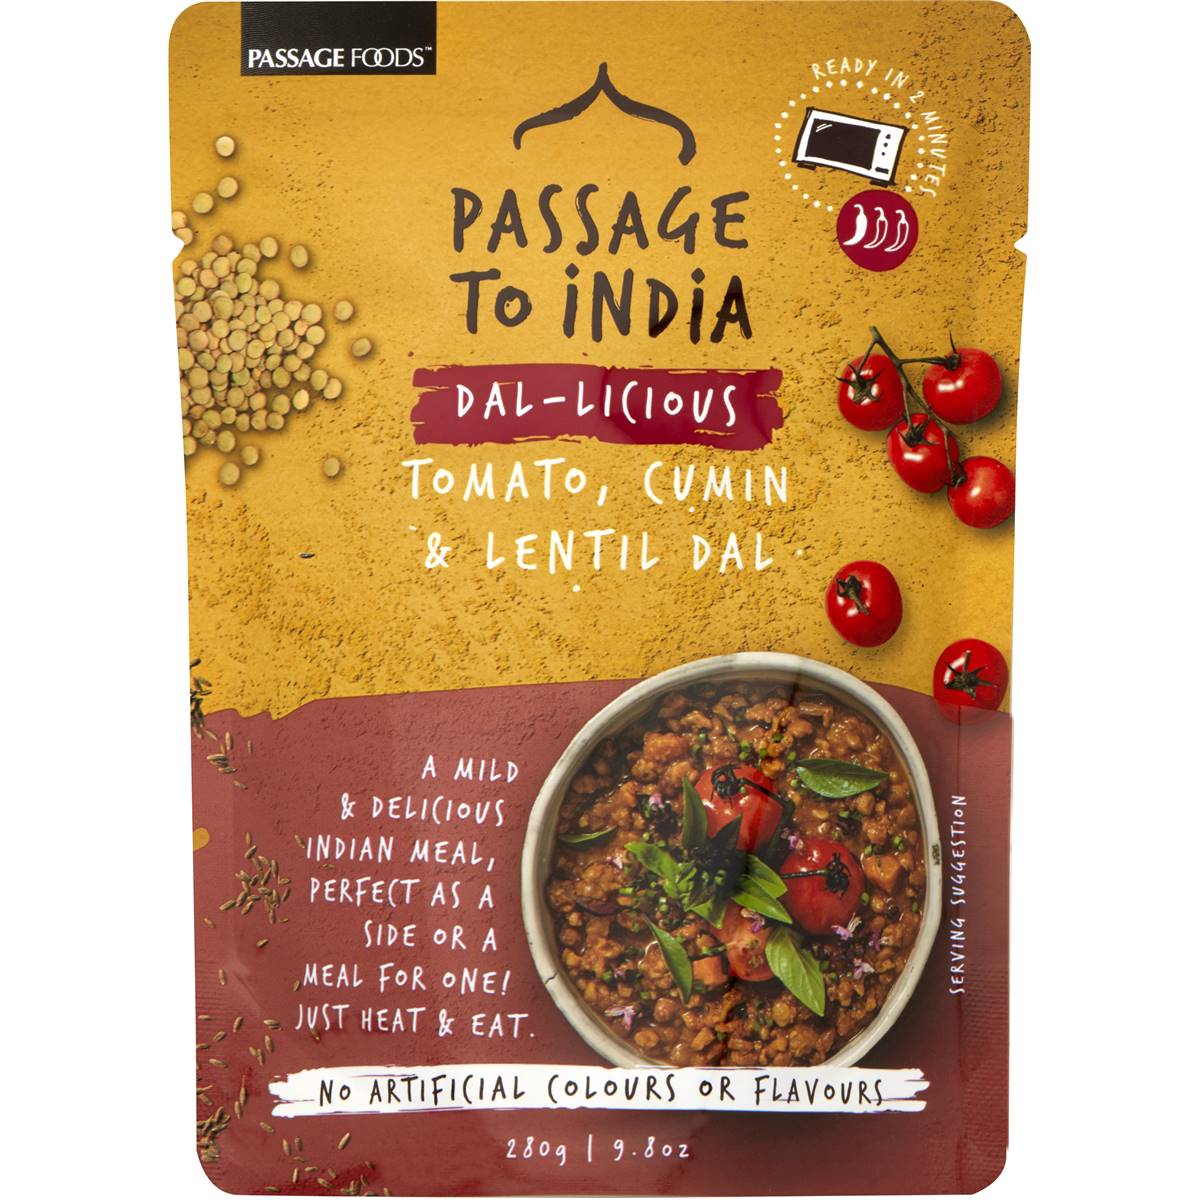 PASSAGE FOODS™
READY IN 2 MINUTES
PASSAGE
TO INDIA
DAL-LICIOUS
TOMATO, CUMIN
& LENTIL DAL
A MILD
& DELICIOUS
INDIAN MEAL,
PERFECT AS A
SIDE OR A
MEAL FOR ONE!
JUST HEAT & EAT.
SERVING SUGGESTION
NO ARTIFICIAL COLOURS OR FLAVOURS
280g | 9.8oz